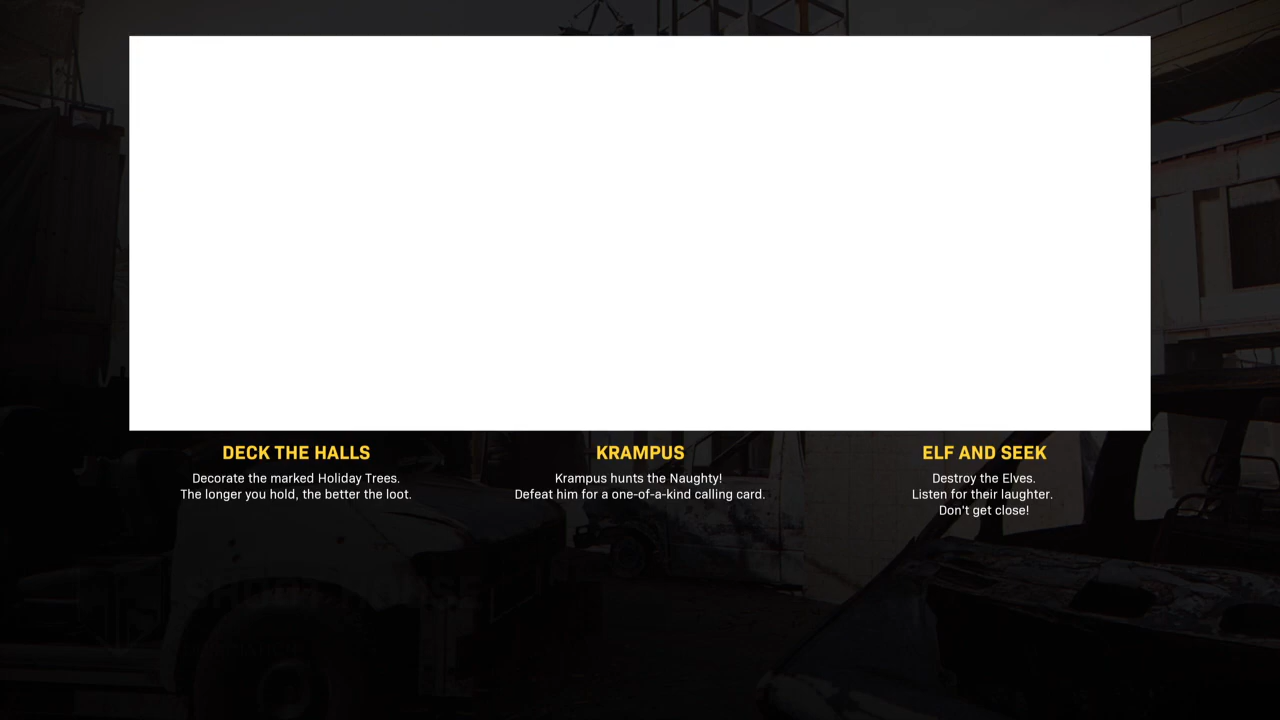 DECK THE HALLS
Decorate the marked Holiday Trees.
The longer you hold, the better the loot.
KRAMPUS
Krampus hunts the Naughty!
Defeat him for a one-of-a-kind calling card.
ELF AND SEEK
Destroy the Elves.
Listen for their laughter.
Don't get close!